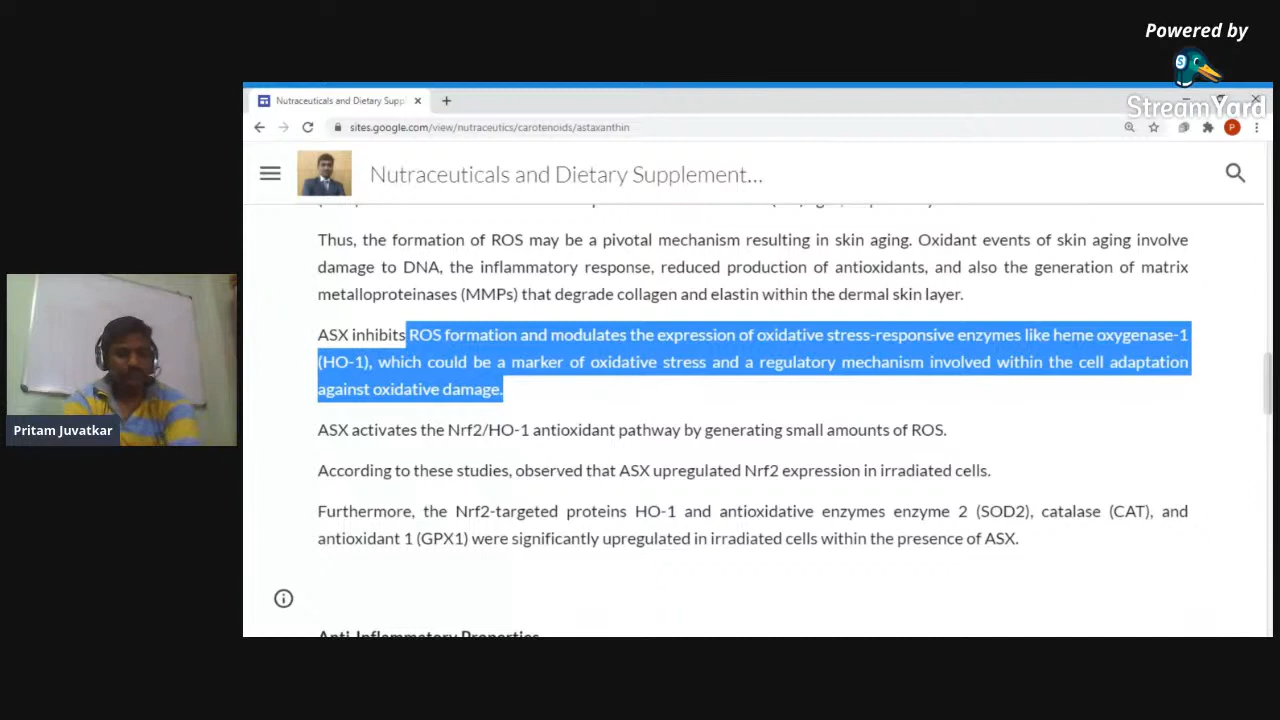 Powered by
StreamYard
Nutraceuticals and Dietary Supp
sites.google.com/view/nutraceutics/carotenoids/astaxanthin
P
Nutraceuticals and Dietary Supplement...
Thus, the formation of ROS may be a pivotal mechanism resulting in skin aging. Oxidant events of skin aging involve
damage to DNA, the inflammatory response, reduced production of antioxidants, and also the generation of matrix
metalloproteinases (MMPs) that degrade collagen and elastin within the dermal skin layer.
ASX inhibits ROS formation and modulates the expression of oxidative stress-responsive enzymes like heme oxygenase-1
(HO-1), which could be a marker of oxidative stress and a regulatory mechanism involved within the cell adaptation
against oxidative damage.
Pritam Juvatkar
ASX activates the Nrf2/HO-1 antioxidant pathway by generating small amounts of ROS.
According to these studies, observed that ASX upregulated Nrf2 expression in irradiated cells.
Furthermore, the Nrf2-targeted proteins HO-1 and antioxidative enzymes enzyme 2 (SOD2), catalase (CAT), and
antioxidant 1 (GPX1) were significantly upregulated in irradiated cells within the presence of ASX.
Anti-Inflammatory Properties